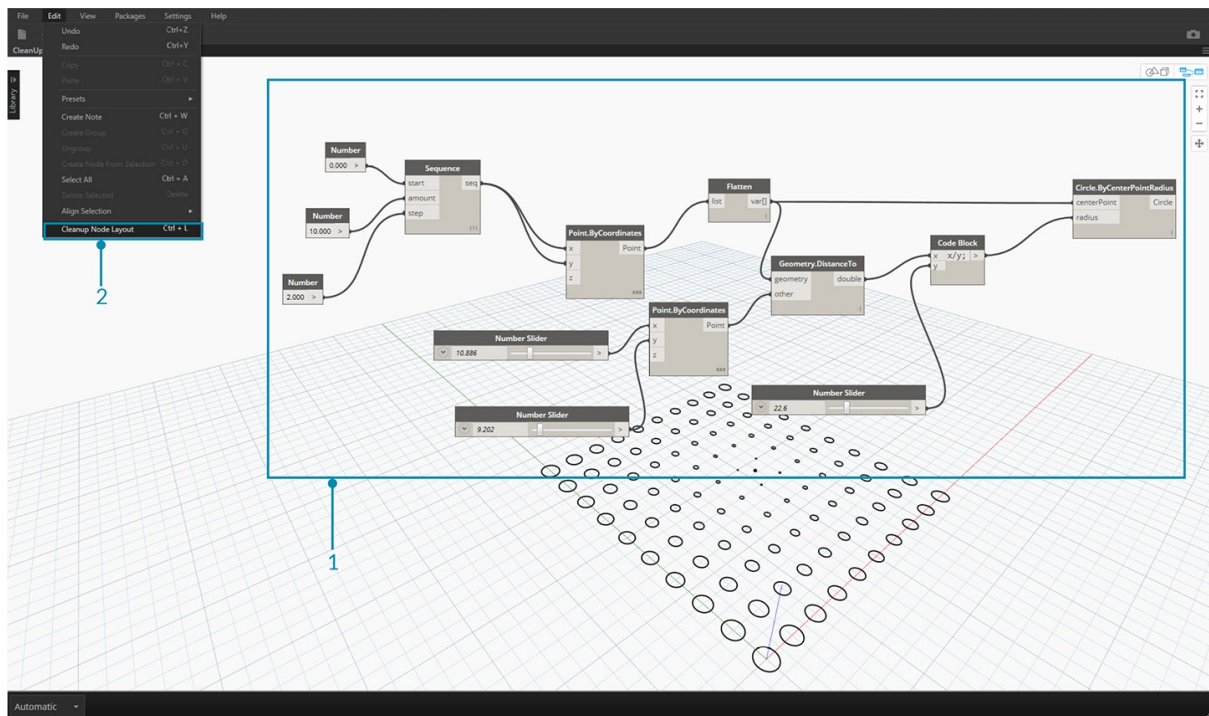 File Edit View Packages Settings Help
Undo Ctrl+Z
Redo Ctrl+Y
CleanUp
Copy Ctrl + C
Paste Ctrl + V
Presets
Create Note Ctrl + W
Create Group Ctrl + G
Ungroup Ctrl + U
Create Node From Selection Ctrl + D
Select All Ctrl + A
Delete Selected Delete
Align Selection
Cleanup Node Layout Ctrl + L
2
Library
Number
0.000 >
Number
10.000 >
Number
2.000 >
Sequence
start seq
amount
step
Point.ByCoordinates
x Point
y
z
xxx
Flatten
list var[]
Circle.ByCenterPointRadius
centerPoint Circle
radius
Code Block
x x/y; >
y
Geometry.DistanceTo
geometry double
other
Point.ByCoordinates
x Point
y
z
xxx
Number Slider
10.886 >
Number Slider
9.202 >
Number Slider
22.6 >
1
Automatic